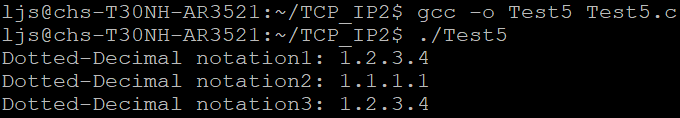 ljs@chs-T30NH-AR3521:~/TCP_IP2$ gcc -o Test5 Test5.c
ljs@chs-T30NH-AR3521:~/TCP_IP2$ ./Test5
Dotted-Decimal notation1: 1.2.3.4
Dotted-Decimal notation2: 1.1.1.1
Dotted-Decimal notation3: 1.2.3.4